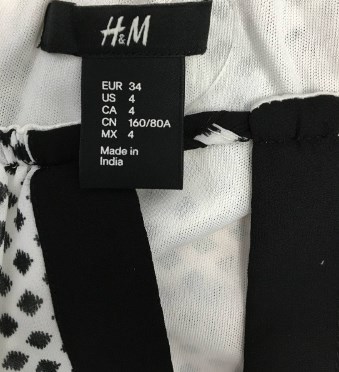 H&M
EUR 34
US 4
CA 4
CN 160/80A
MX 4
Made in
India